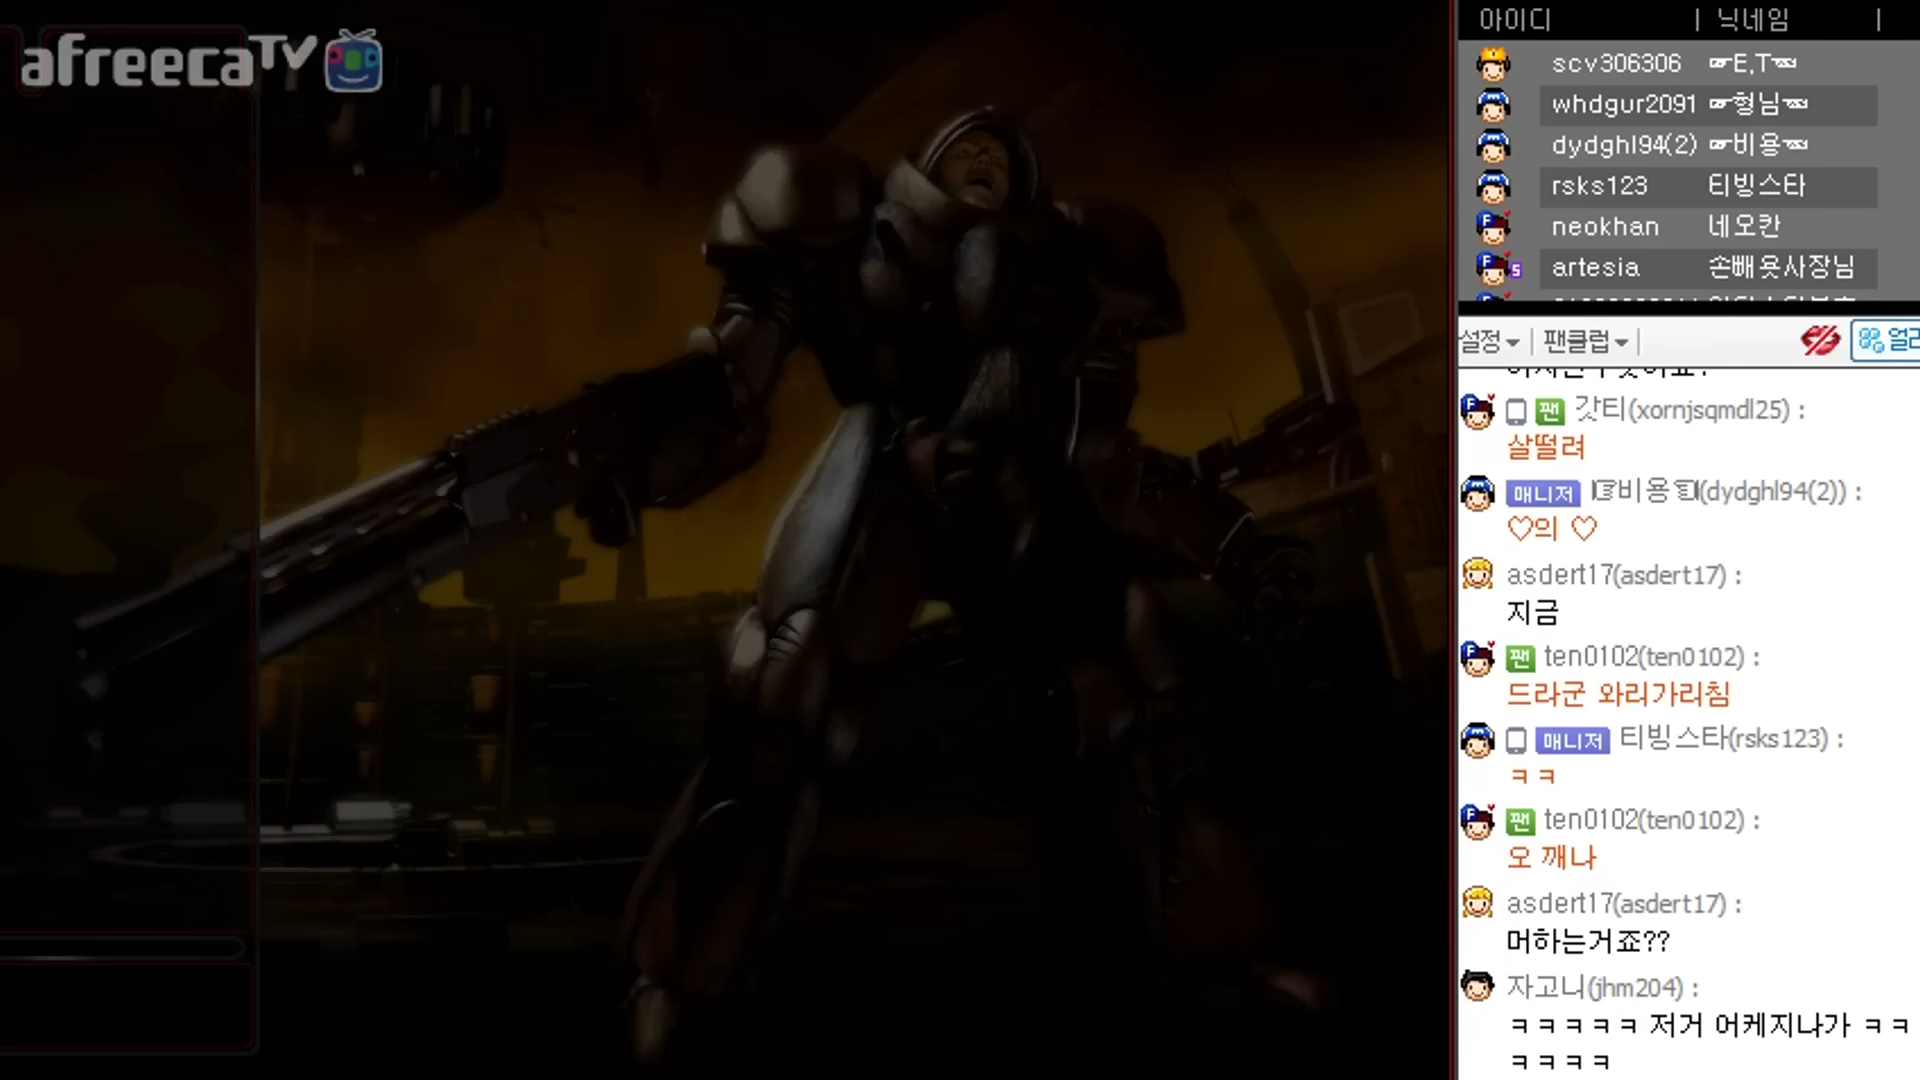 afreecaTV
아이디 | 닉네임 |
scv306306 ☞E.T☜
whdgur2091 ☞형님☜
dydghl94(2) ☞비용☜
rsks123 티빙스타
neokhan 네오칸
artesia 손빼욧사장님
설정 | 팬클럽 | 얼리
팬 갓티(xornjsqmdl25) :
살떨려
매니저 ☞비용☜(dydghl94(2)) :
♡의 ♡
asdert17(asdert17) :
지금
팬 ten0102(ten0102) :
드라군 와리가리침
매니저 티빙스타(rsks123) :
ㅋㅋ
팬 ten0102(ten0102) :
오 깨나
asdert17(asdert17) :
머하는거죠??
자고니(jhm204) :
ㅋㅋㅋㅋㅋ 저거 어케지나가 ㅋㅋ
ㅋㅋㅋㅋ